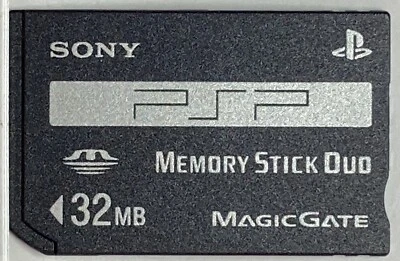 SONY
PSP
MEMORY STICK DUO
32MB
MAGICGATE